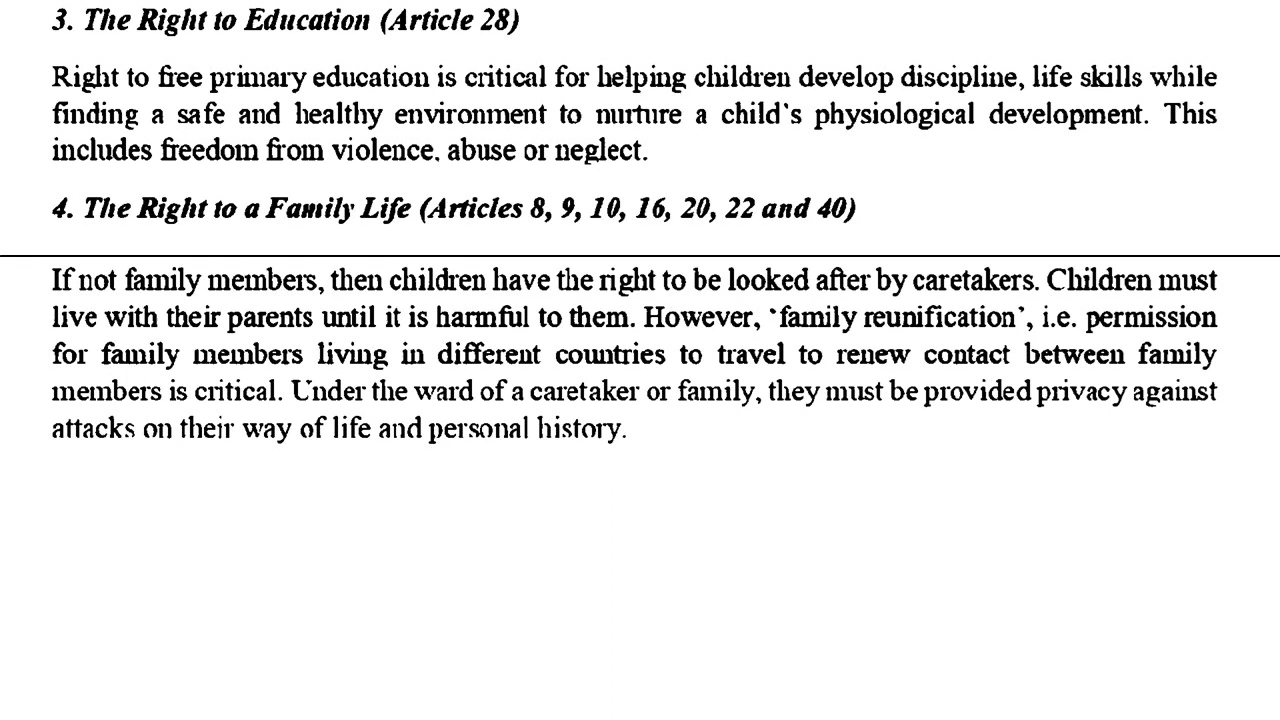 3. The Right to Education (Article 28)
Right to free primary education is critical for helping children develop discipline, life skills while
finding a safe and healthy environment to nurture a child's physiological development. This
includes freedom from violence, abuse or neglect.
4. The Right to a Family Life (Articles 8, 9, 10, 16, 20, 22 and 40)
If not family members, then children have the right to be looked after by caretakers. Children must
live with their parents until it is harmful to them. However, 'family reunification', i.e. permission
for family members living in different countries to travel to renew contact between family
members is critical. Under the ward of a caretaker or family, they must be provided privacy against
attacks on their way of life and personal history.